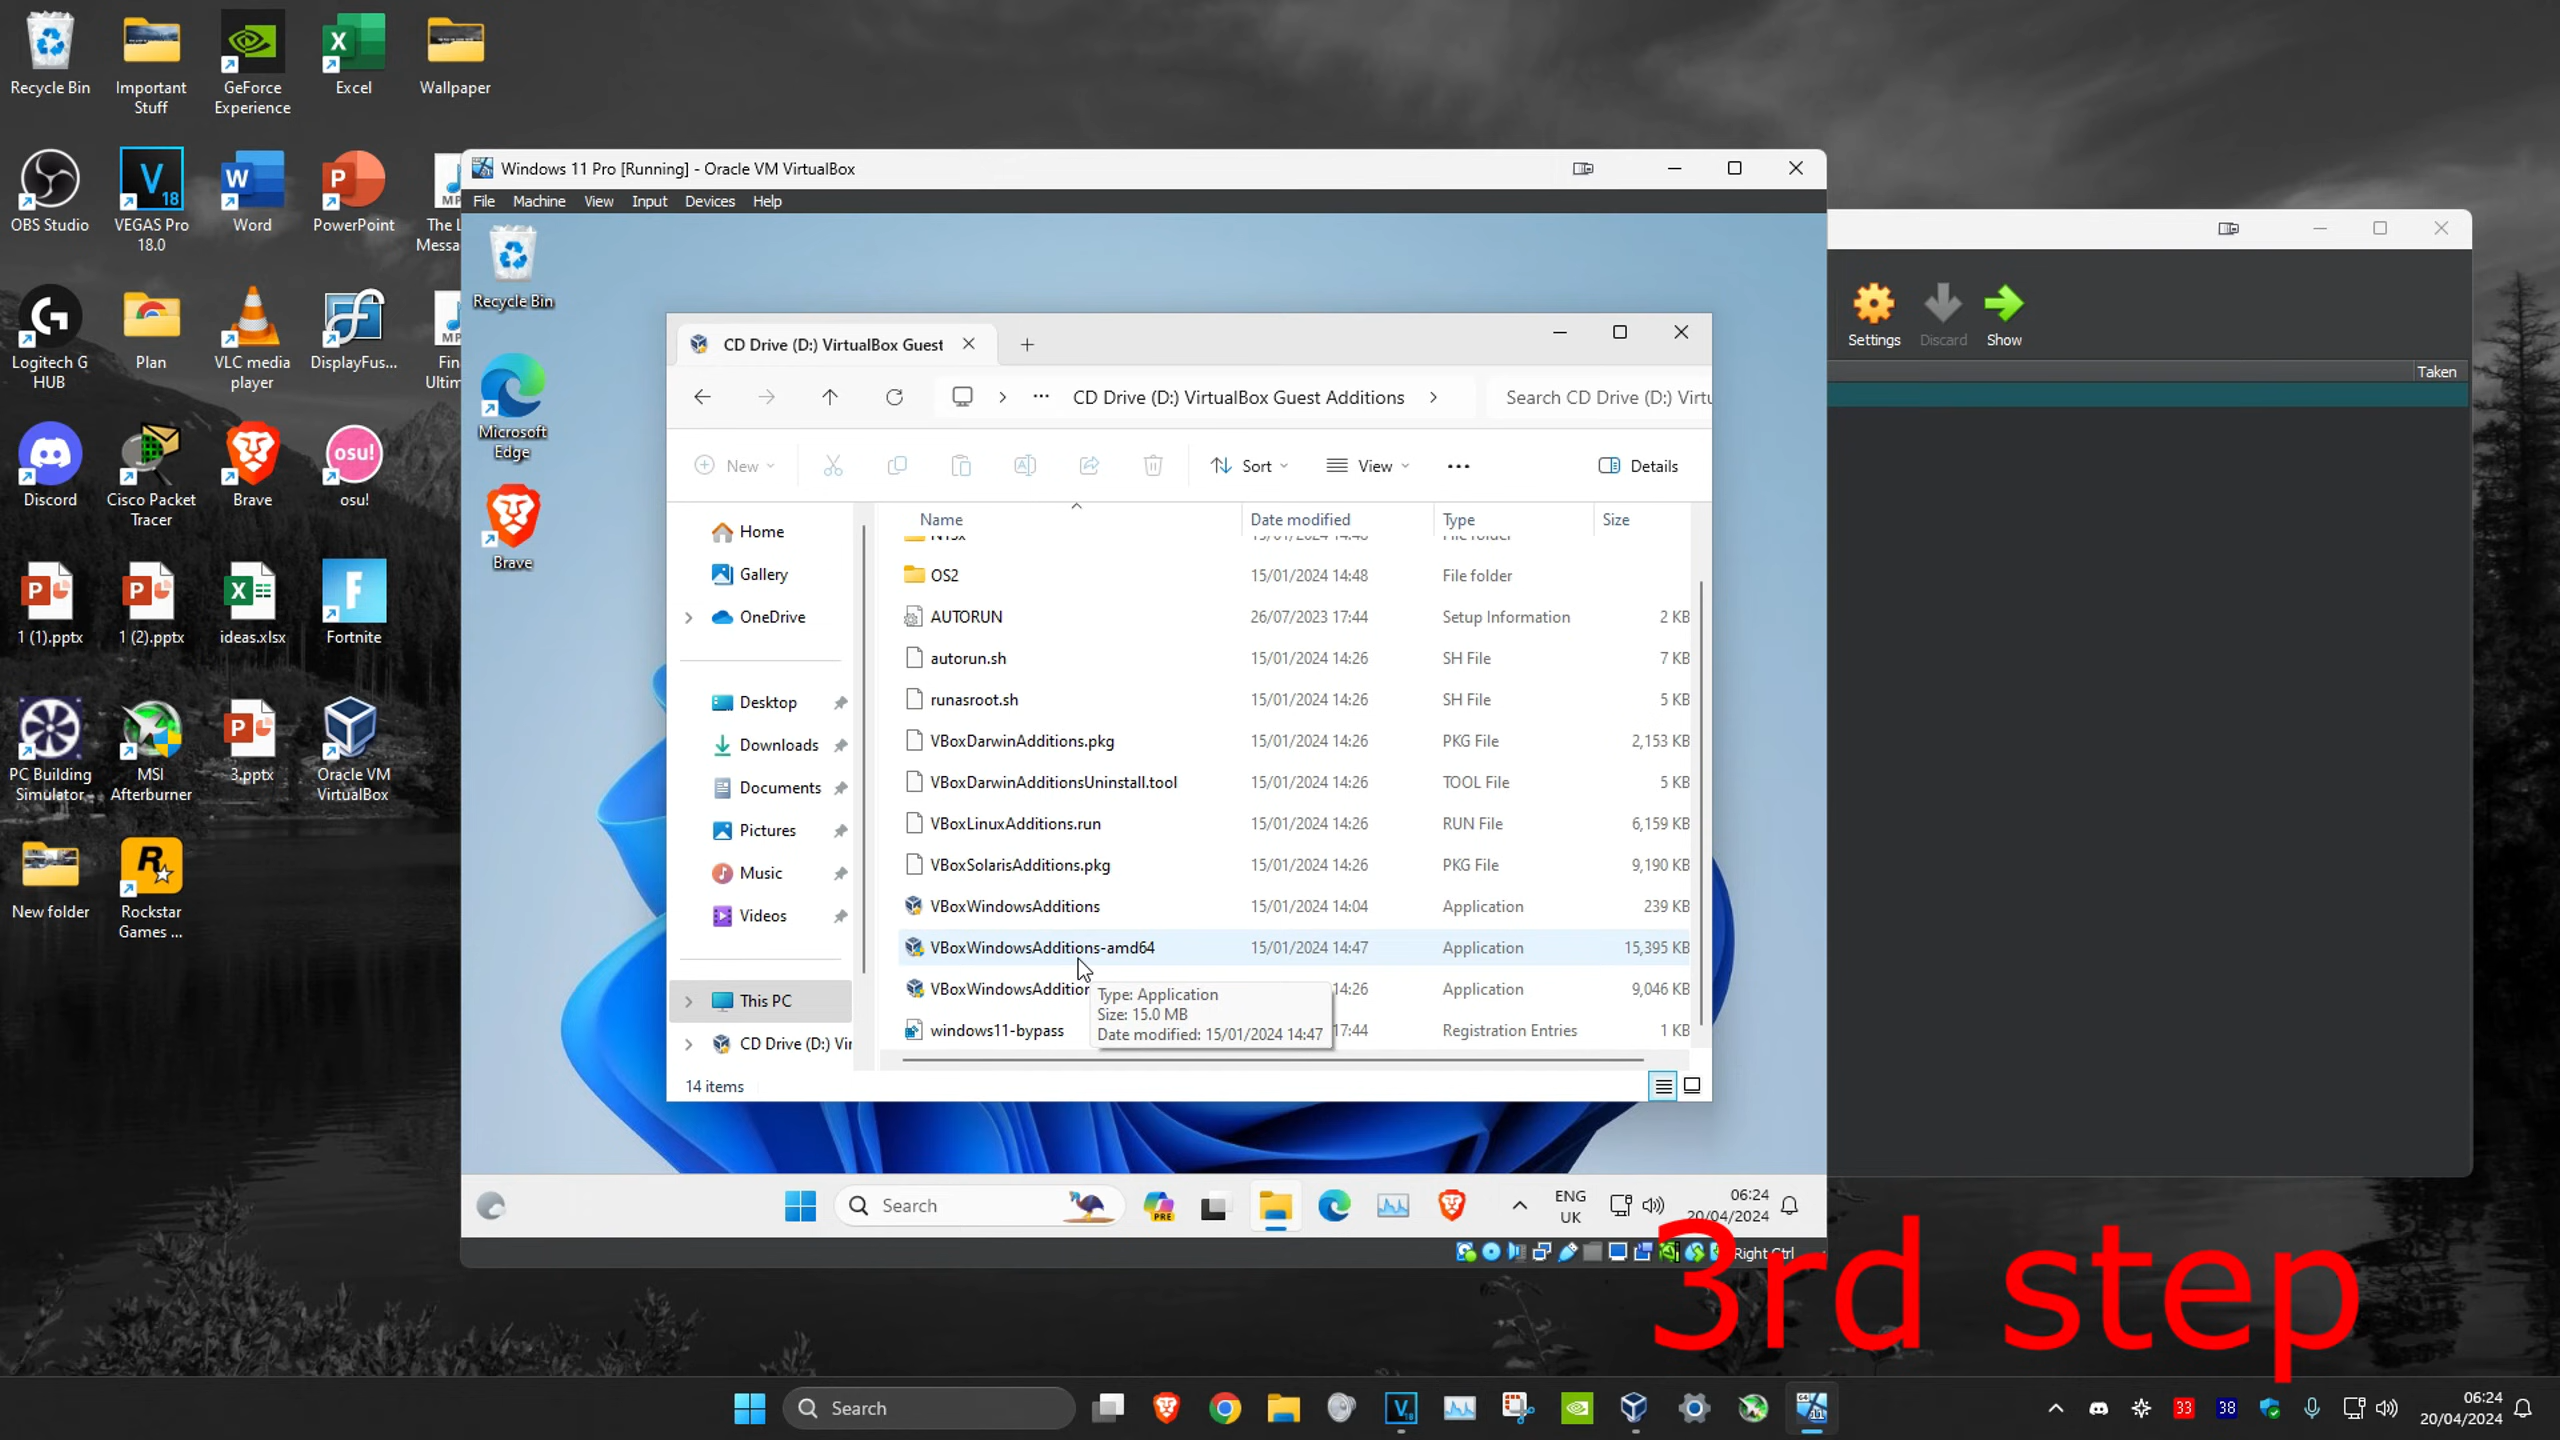 Recycle Bin
Important
Stuff
GeForce
Experience
Excel
Wallpaper
OBS Studio
VEGAS Pro
18.0
Word
PowerPoint
The L
Messa
Logitech G
HUB
Plan
VLC media
player
DisplayFus...
Fin
Ultim
Discord
Cisco Packet
Tracer
Brave
osu!
osu!
1 (1).pptx
1 (2).pptx
ideas.xlsx
Fortnite
PC Building
Simulator
MSI
Afterburner
3.pptx
Oracle VM
VirtualBox
New folder
Rockstar
Games ...
Windows 11 Pro [Running] - Oracle VM VirtualBox
File Machine View Input Devices Help
Recycle Bin
Microsoft
Edge
Brave
CD Drive (D:) VirtualBox Guest
CD Drive (D:) VirtualBox Guest Additions
Search CD Drive (D:) Virtu
New
Sort
View
Details
Name Date modified Type Size
OS2 15/01/2024 14:48 File folder
AUTORUN 26/07/2023 17:44 Setup Information 2 KB
autorun.sh 15/01/2024 14:26 SH File 7 KB
runasroot.sh 15/01/2024 14:26 SH File 5 KB
VBoxDarwinAdditions.pkg 15/01/2024 14:26 PKG File 2,153 KB
VBoxDarwinAdditionsUninstall.tool 15/01/2024 14:26 TOOL File 5 KB
VBoxLinuxAdditions.run 15/01/2024 14:26 RUN File 6,159 KB
VBoxSolarisAdditions.pkg 15/01/2024 14:26 PKG File 9,190 KB
VBoxWindowsAdditions 15/01/2024 14:04 Application 239 KB
VBoxWindowsAdditions-amd64 15/01/2024 14:47 Application 15,395 KB
VBoxWindowsAddition 14:26 Application 9,046 KB
windows11-bypass 17:44 Registration Entries 1 KB
Type: Application
Size: 15.0 MB
Date modified: 15/01/2024 14:47
Home
Gallery
OneDrive
Desktop
Downloads
Documents
Pictures
Music
Videos
This PC
CD Drive (D:) Vir
14 items
Search
PRE
ENG
UK
06:24
20/04/2024
Right Ctrl
Settings
Discard
Show
Taken
3rd step
Search
33
38
06:24
20/04/2024